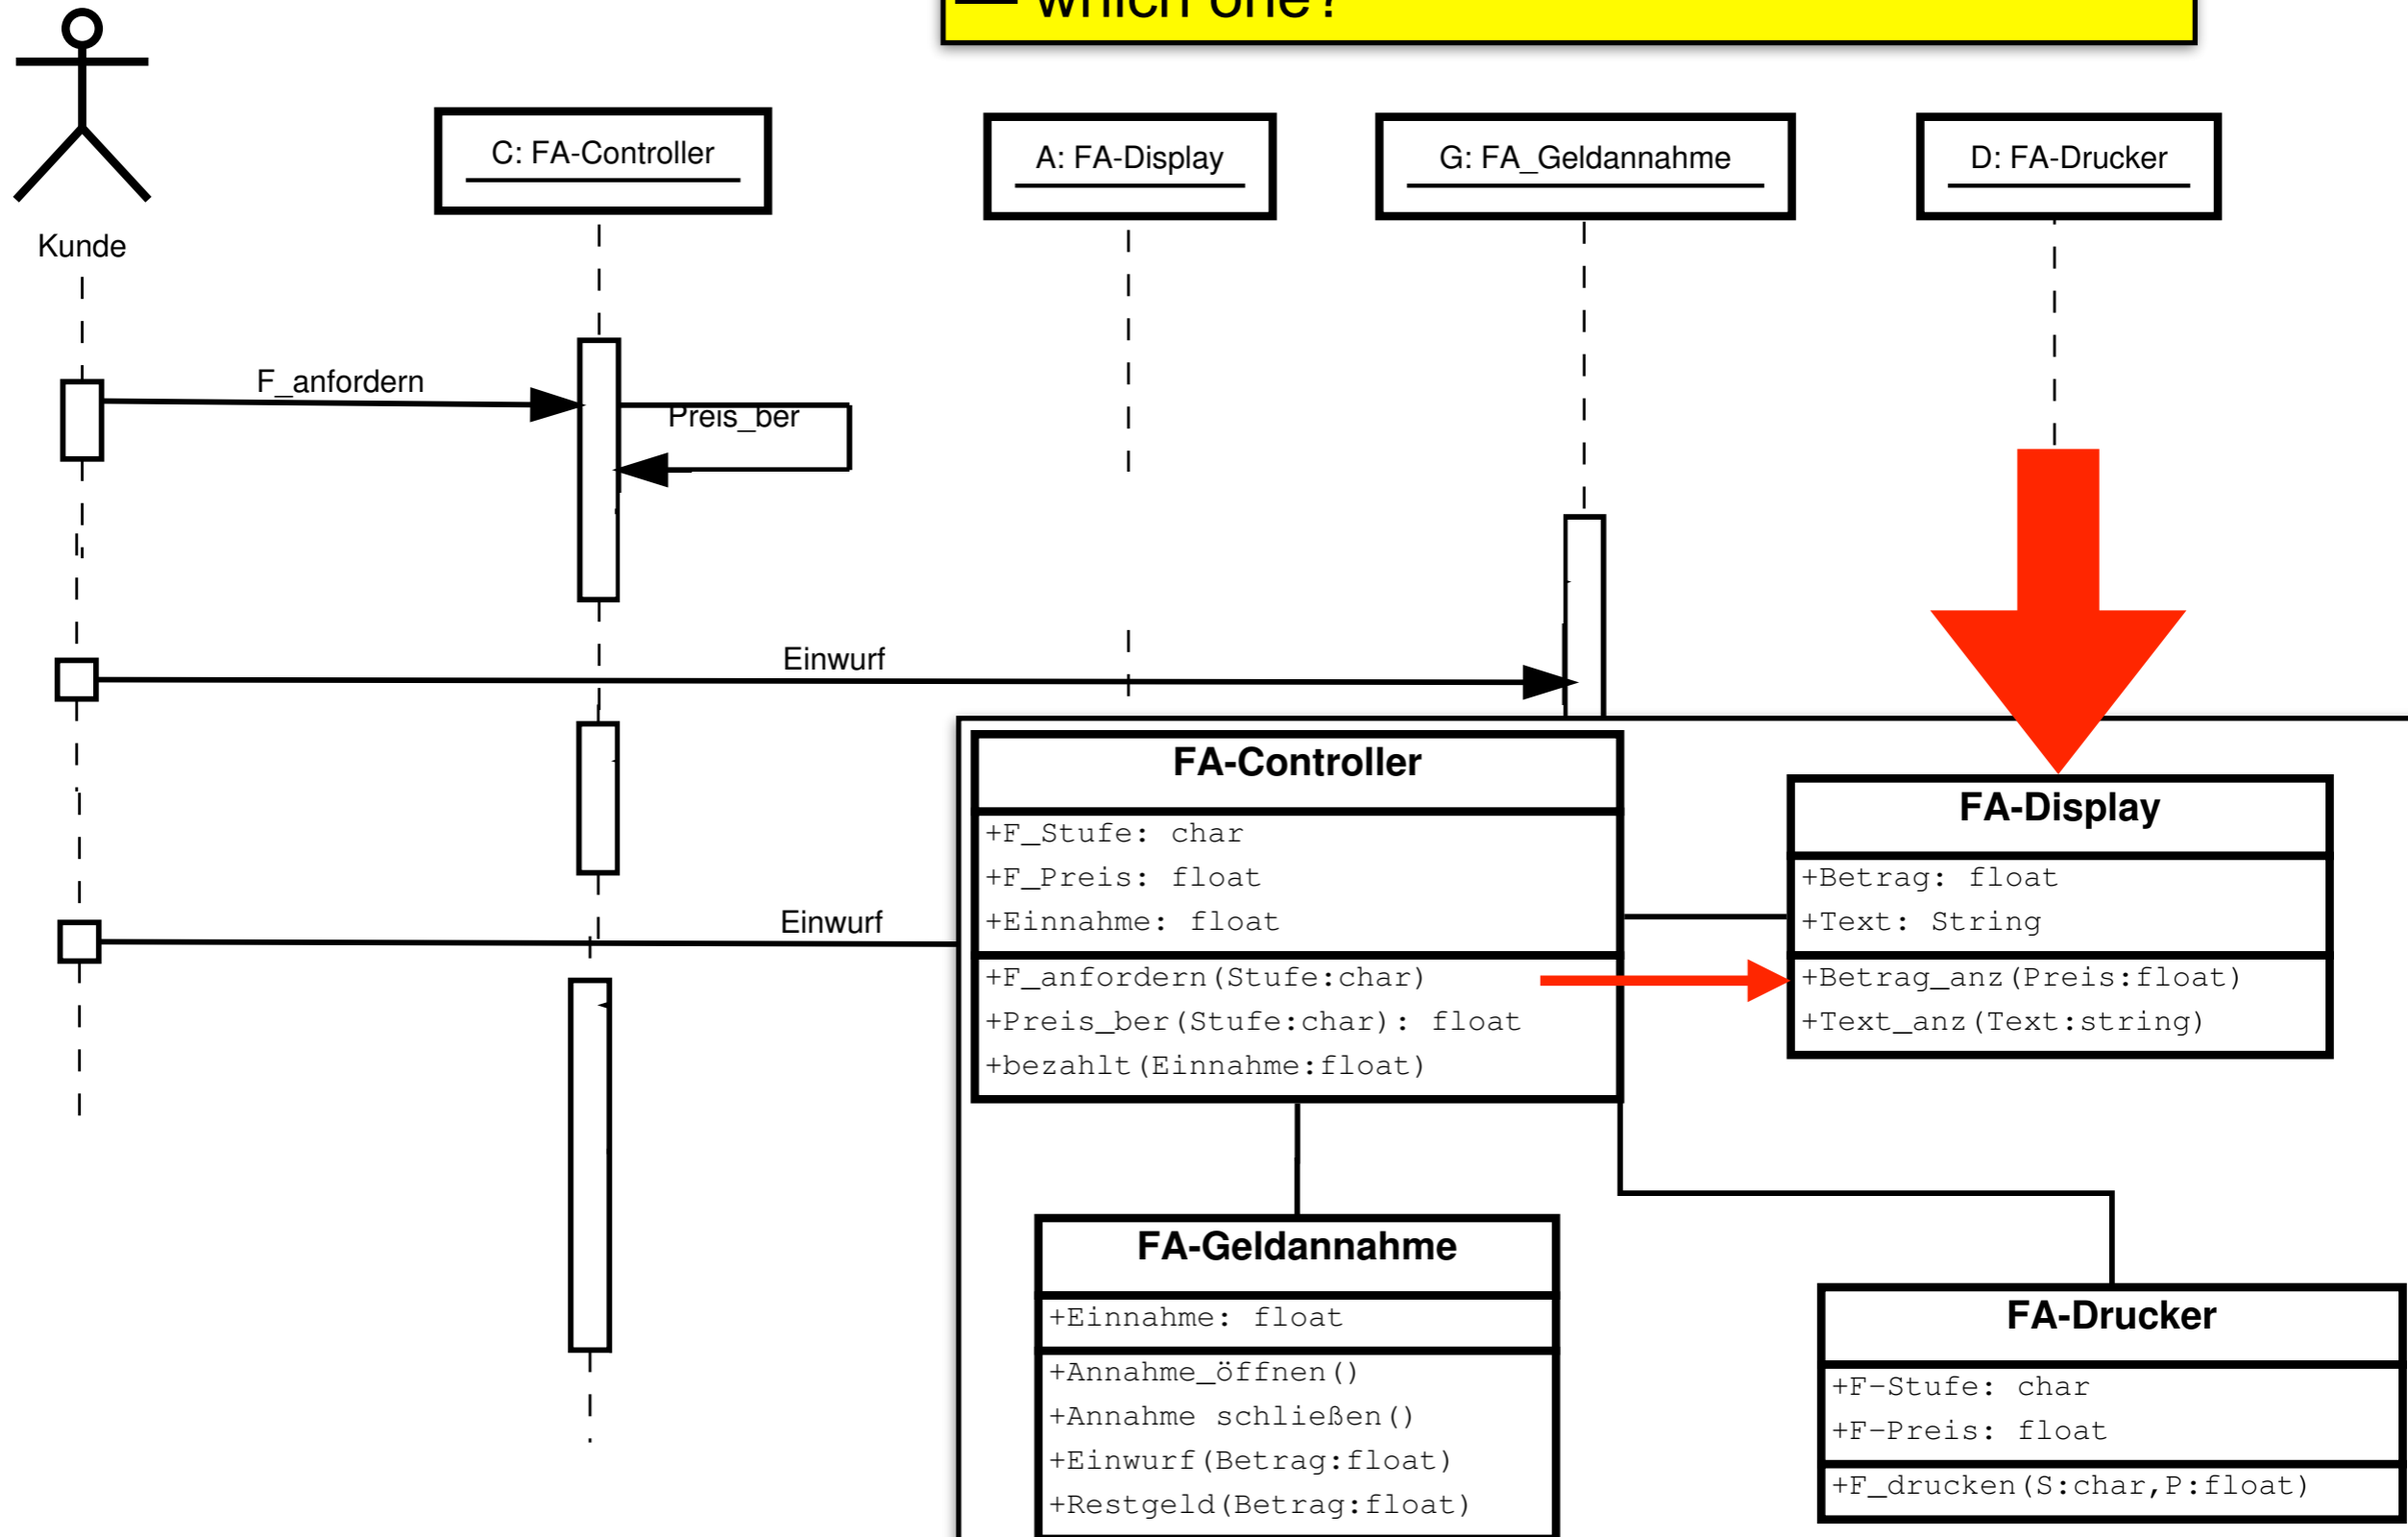 — which one?
C: FA-Controller
A: FA-Display
G: FA_Geldannahme
D: FA-Drucker
Kunde
F_anfordern
Preis_ber
Einwurf
Einwurf
FA-Controller
+F_Stufe: char
+F_Preis: float
+Einnahme: float
+F_anfordern(Stufe:char)
+Preis_ber(Stufe:char): float
+bezahlt(Einnahme:float)
FA-Display
+Betrag: float
+Text: String
+Betrag_anz(Preis:float)
+Text_anz(Text:string)
FA-Geldannahme
+Einnahme: float
+Annahme_öffnen()
+Annahme schließen()
+Einwurf(Betrag:float)
+Restgeld(Betrag:float)
FA-Drucker
+F-Stufe: char
+F-Preis: float
+F_drucken(S:char,P:float)